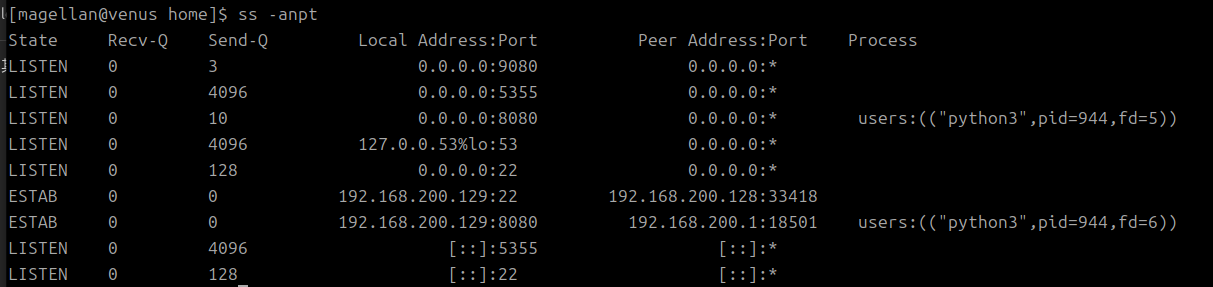 [magellan@venus home]$ ss -anpt
State Recv-Q Send-Q Local Address:Port Peer Address:Port Process
LISTEN 0 3 0.0.0.0:9080 0.0.0.0:*
LISTEN 0 4096 0.0.0.0:5355 0.0.0.0:*
LISTEN 0 10 0.0.0.0:8080 0.0.0.0:* users:(("python3",pid=944,fd=5))
LISTEN 0 4096 127.0.0.53%lo:53 0.0.0.0:*
LISTEN 0 128 0.0.0.0:22 0.0.0.0:*
ESTAB 0 0 192.168.200.129:22 192.168.200.128:33418
ESTAB 0 0 192.168.200.129:8080 192.168.200.1:18501 users:(("python3",pid=944,fd=6))
LISTEN 0 4096 [::]:5355 [::]:*
LISTEN 0 128 [::]:22 [::]:*